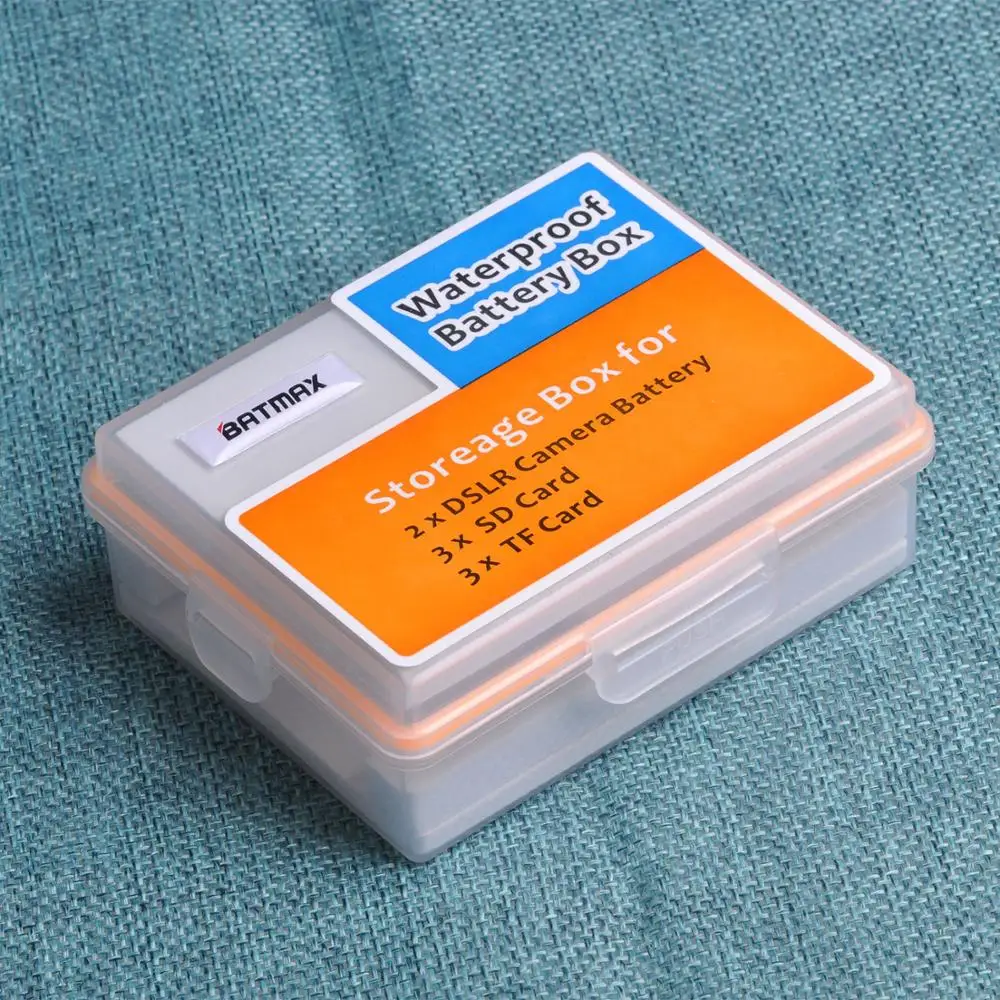 Waterproof
Battery Box
BATMAX
Storeage Box for
2 x DSLR Camera Battery
3 x SD Card
3 x TF Card